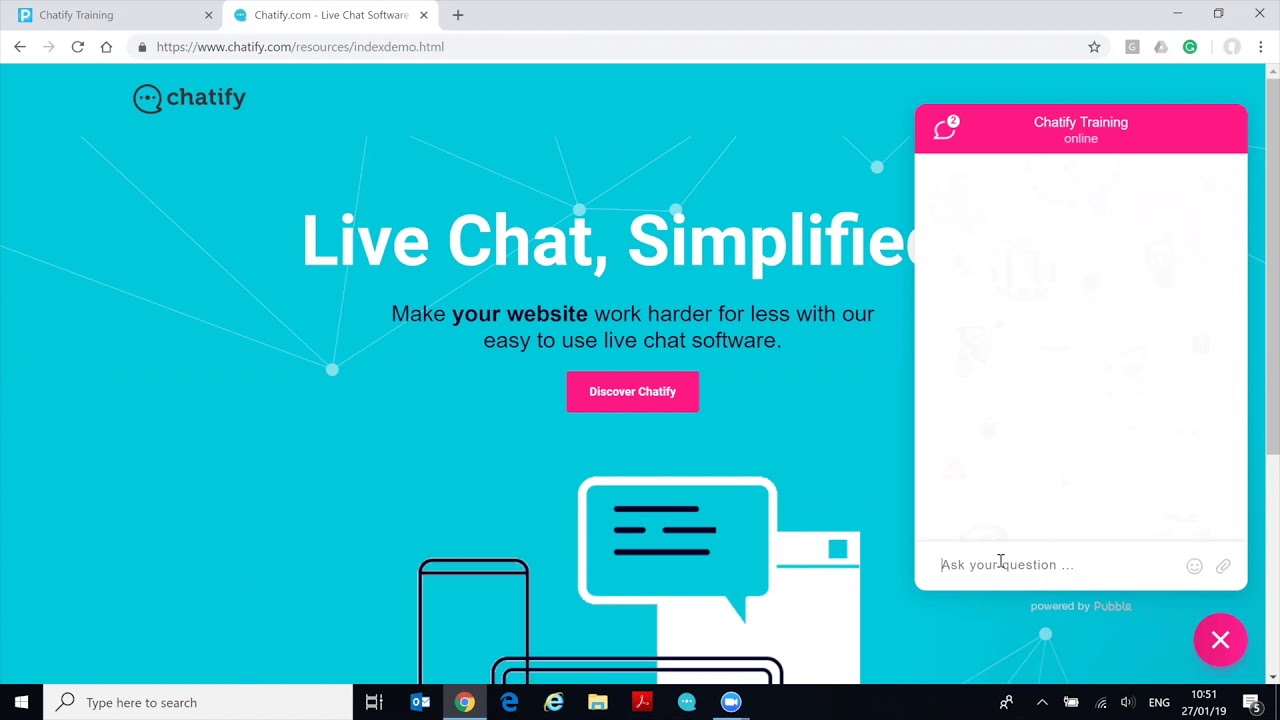 Chatify Training
Chatify.com - Live Chat Software
https://www.chatify.com/resources/indexdemo.html
chatify
2
Chatify Training
online
Live Chat, Simplified
Make your website work harder for less with our
easy to use live chat software.
Discover Chatify
Ask your question ...
powered by Pubble
Type here to search
ENG
10:51
27/01/19
5